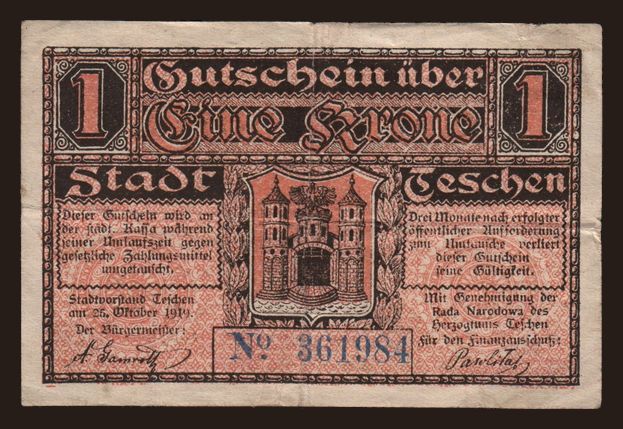 1 Gutschein über 1
Eine Krone
Stadt Teschen
Dieser Gutschein wird an
der städt. Kassa während
seiner Umlaufszeit gegen
gesetzliche Zahlungsmittel
umgetauscht.
Stadtvorstand Teschen
am 25. Oktober 1919.
Der Bürgermeister:
Drei Monate nach erfolgter
öffentlicher Aufforderung
zum Umtausche verliert
dieser Gutschein
seine Gültigkeit.
Mit Genehmigung der
Rada Narodowa des
Herzogtums Teschen
Für den Finanzausschuß:
No 361984